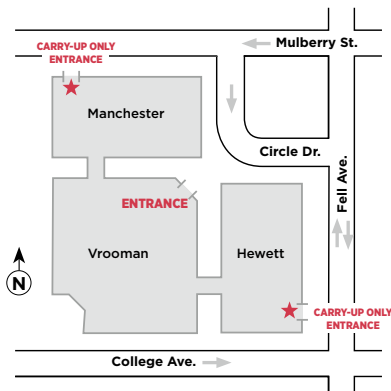 Mulberry St.
CARRY-UP ONLY
ENTRANCE
Manchester
Circle Dr.
Fell Ave.
ENTRANCE
Vrooman
Hewett
N
CARRY-UP ONLY
ENTRANCE
College Ave.